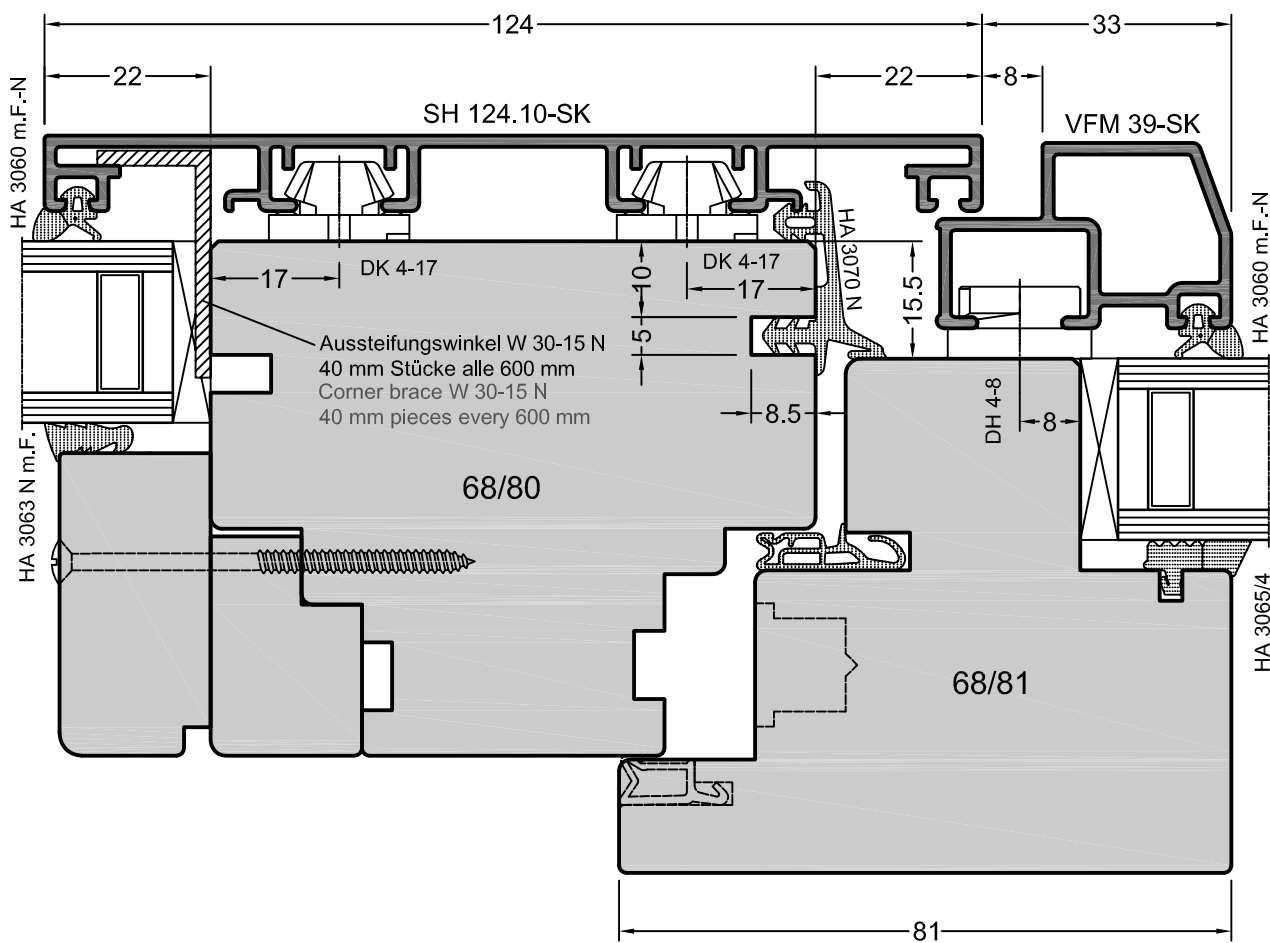 124
33
22
22
8
SH 124.10-SK
VFM 39-SK
HA 3060 m.F.-N
HA 3070 N
HA 3060 m.F.-N
17
DK 4-17
10
DK 4-17
17
15.5
5
Aussteifungswinkel W 30-15 N
40 mm Stücke alle 600 mm
Corner brace W 30-15 N
40 mm pieces every 600 mm
8.5
DH 4-8
8
HA 3063 N m.F.
68/80
HA 3065/4
68/81
81